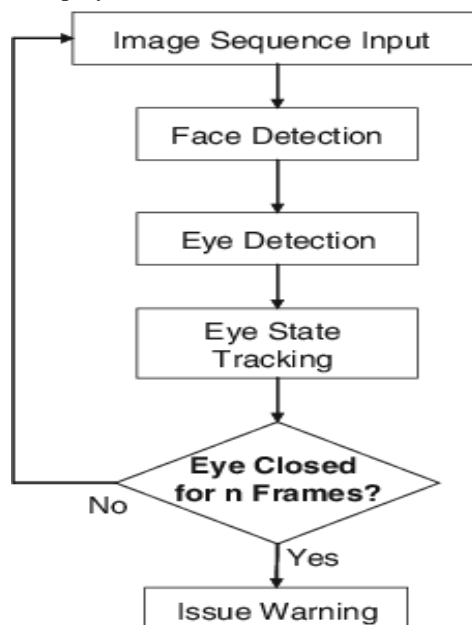 Image Sequence Input
Face Detection
Eye Detection
Eye State
Tracking
Eye Closed
for n Frames?
No
Yes
Issue Warning